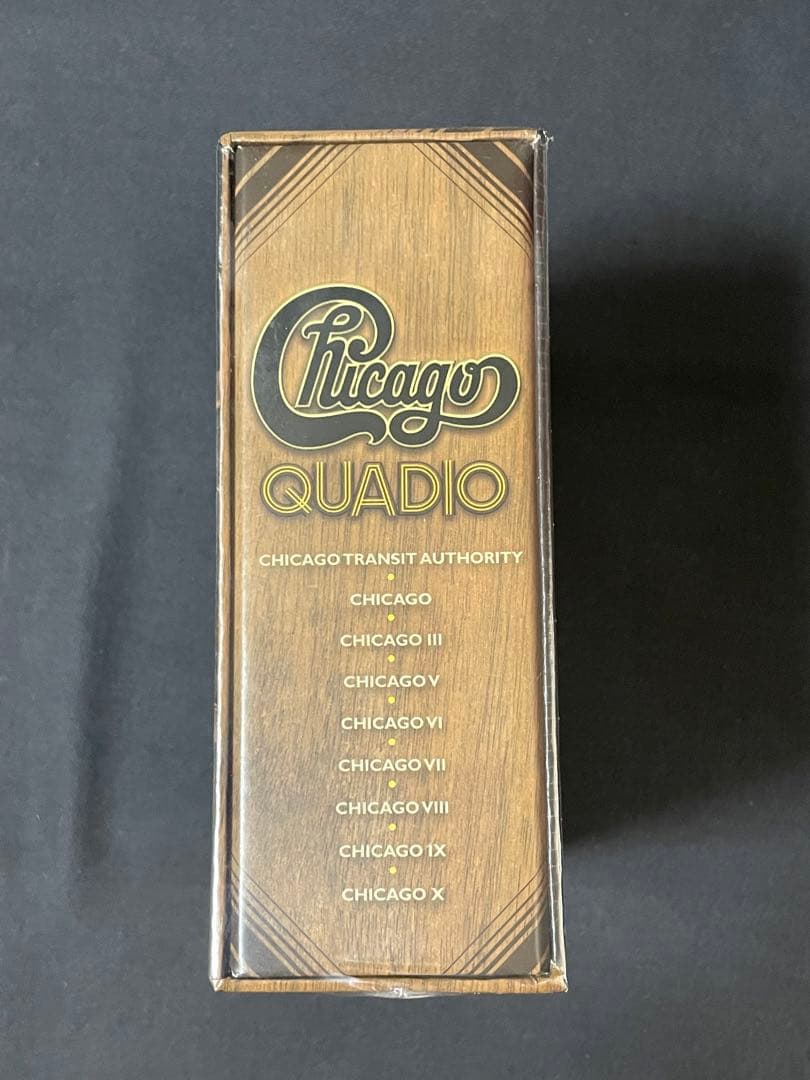 Chicago
QUADIO
CHICAGO TRANSIT AUTHORITY
CHICAGO
CHICAGO III
CHICAGO V
CHICAGO VI
CHICAGO VII
CHICAGO VIII
CHICAGO IX
CHICAGO X